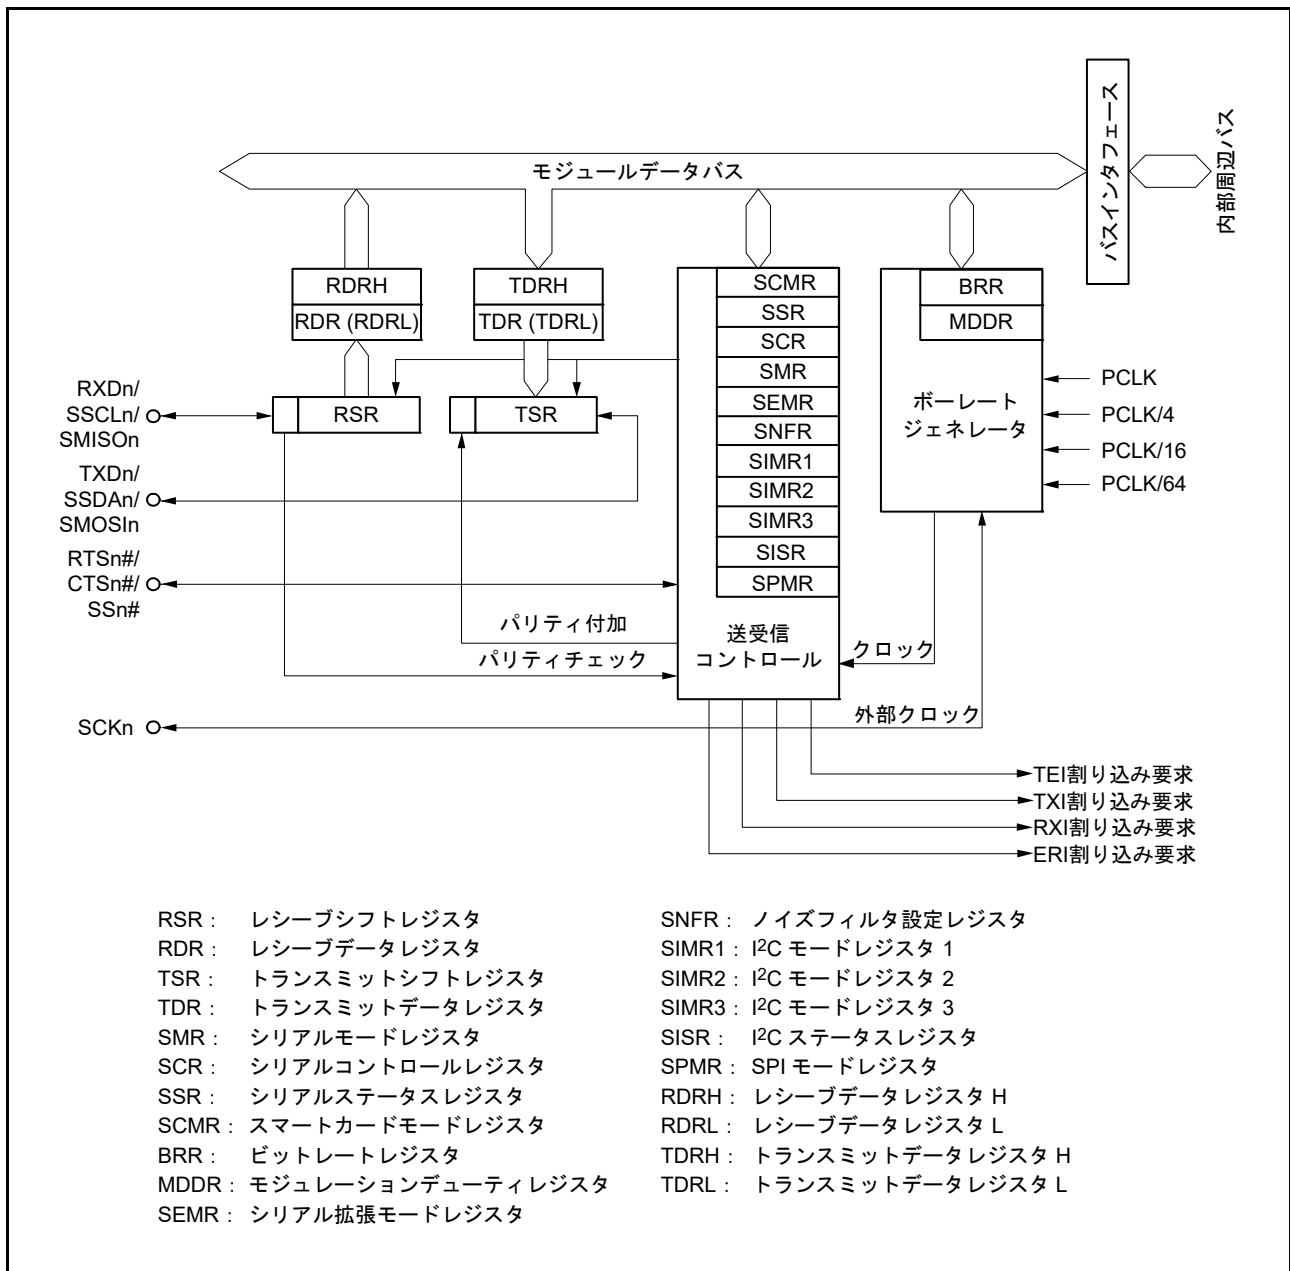 バスインタフェース
内部周辺バス
モジュールデータバス
RDRH
RDR (RDRL)
TDRH
TDR (TDRL)
SCMR
SSR
SCR
SMR
SEMR
SNFR
SIMR1
SIMR2
SIMR3
SISR
SPMR
送受信
コントロール
BRR
MDDR
ボーレート
ジェネレータ
PCLK
PCLK/4
PCLK/16
PCLK/64
RXDn/
SSCLn/
SMISOn
RSR
TSR
TXDn/
SSDAn/
SMOSIn
RTSn#/
CTSn#/
SSn#
パリティ付加
パリティチェック
クロック
外部クロック
SCKn
TEI割り込み要求
TXI割り込み要求
RXI割り込み要求
ERI割り込み要求
RSR : レシーブシフトレジスタ
RDR : レシーブデータレジスタ
TSR : トランスミットシフトレジスタ
TDR : トランスミットデータレジスタ
SMR : シリアルモードレジスタ
SCR : シリアルコントロールレジスタ
SSR : シリアルステータスレジスタ
SCMR : スマートカードモードレジスタ
BRR : ビットレートレジスタ
MDDR : モジュレーションデューティレジスタ
SEMR : シリアル拡張モードレジスタ
SNFR : ノイズフィルタ設定レジスタ
SIMR1 : I²C モードレジスタ 1
SIMR2 : I²C モードレジスタ 2
SIMR3 : I²C モードレジスタ 3
SISR : I²C ステータスレジスタ
SPMR : SPI モードレジスタ
RDRH : レシーブデータレジスタ H
RDRL : レシーブデータレジスタ L
TDRH : トランスミットデータレジスタ H
TDRL : トランスミットデータレジスタ L